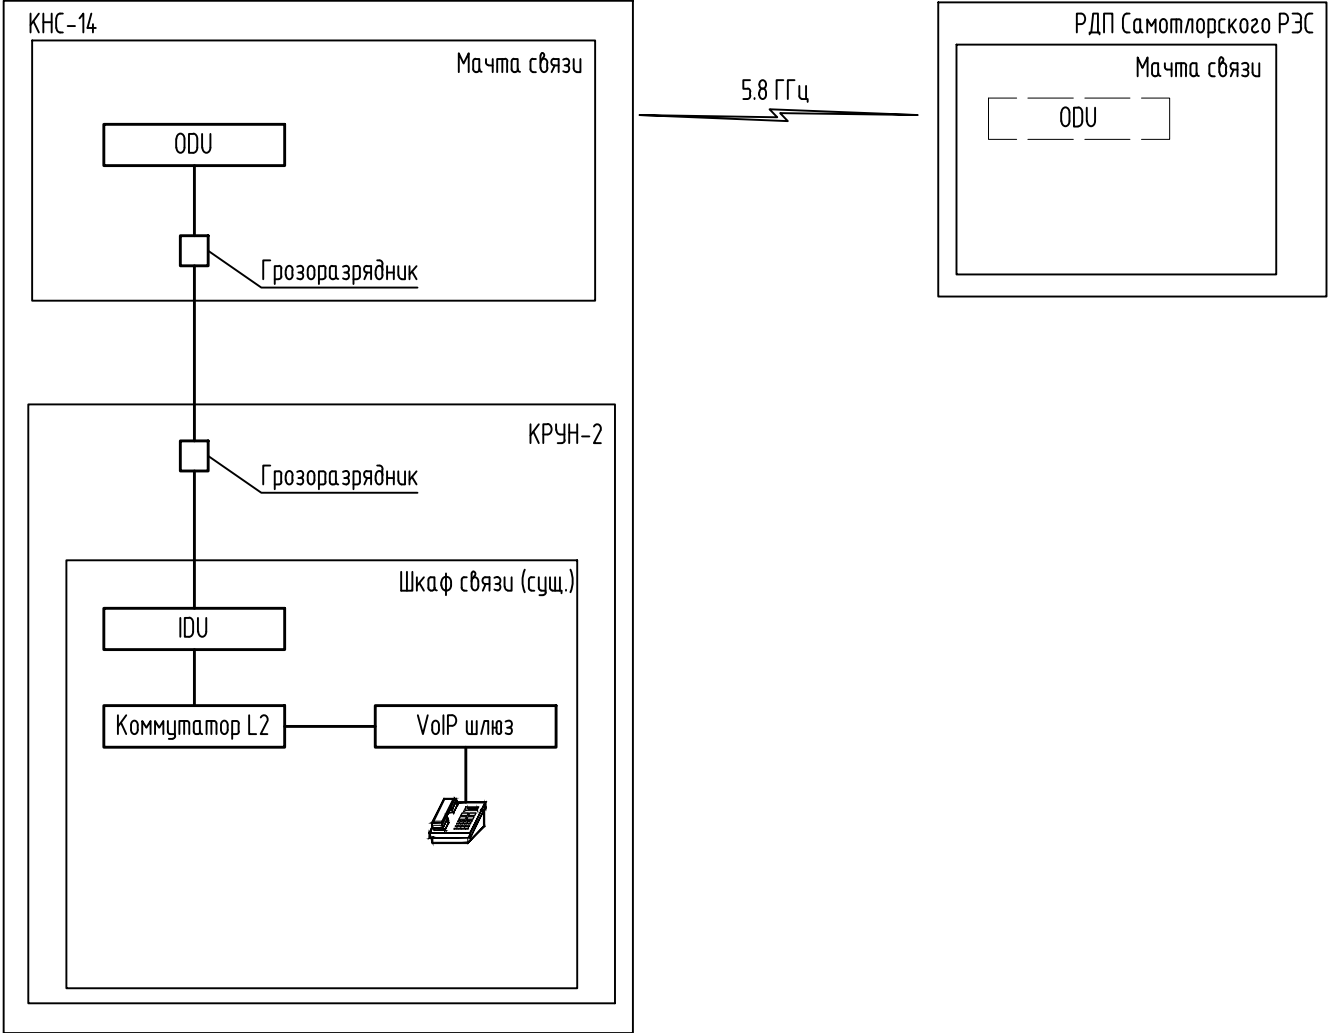 КНС-14
Мачта связи
ODU
Грозоразрядник
КРУН-2
Грозоразрядник
Шкаф связи (сущ.)
IDU
Коммутатор L2
VoIP шлюз
5.8 ГГц
РДП Самотлорского РЭС
Мачта связи
ODU